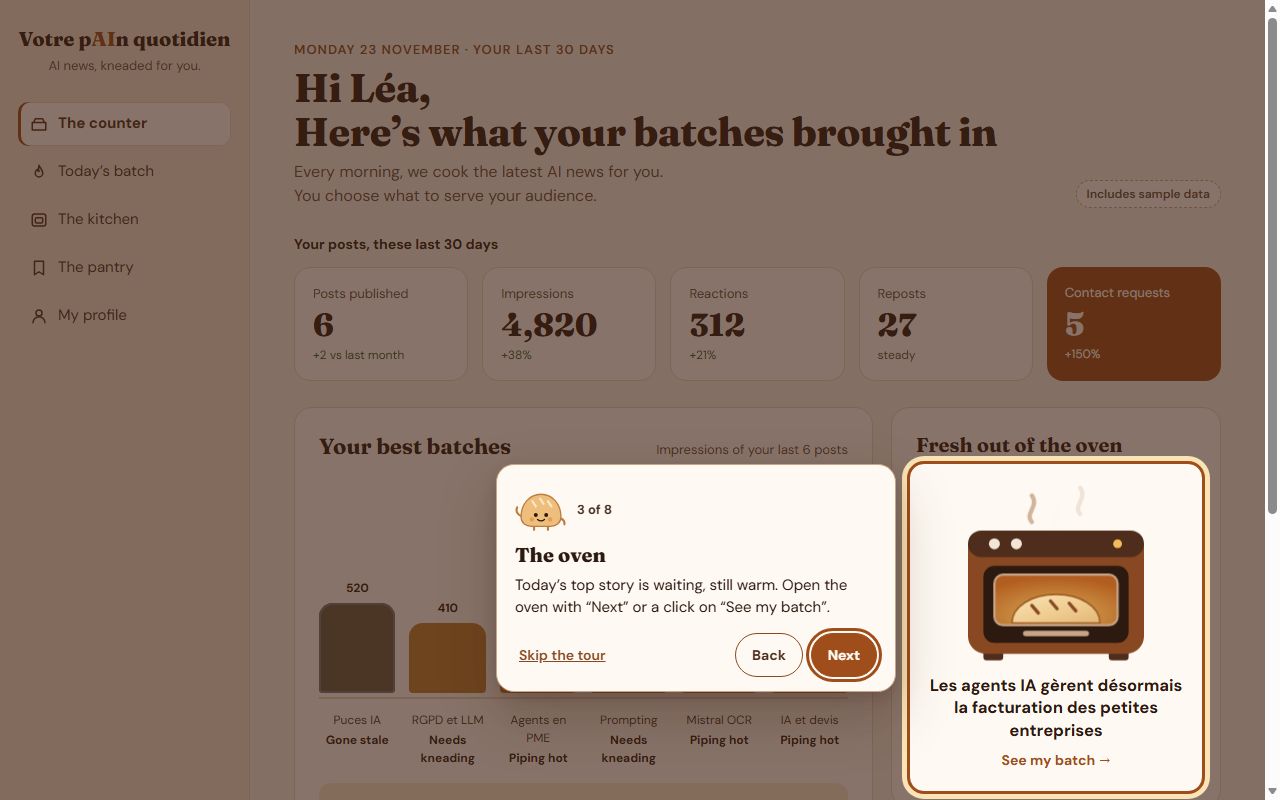 Votre pAIn quotidien
AI news, kneaded for you.
The counter
Today's batch
The kitchen
The pantry
My profile
MONDAY 23 NOVEMBER · YOUR LAST 30 DAYS
Hi Léa,
Here's what your batches brought in
Every morning, we cook the latest AI news for you.
You choose what to serve your audience.
Includes sample data
Your posts, these last 30 days
Posts published
6
+2 vs last month
Impressions
4,820
+38%
Reactions
312
+21%
Reposts
27
steady
Contact requests
5
+150%
Your best batches
Impressions of your last 6 posts
520
410
Puces IA
Gone stale
RGPD et LLM
Needs
kneading
Agents en
PME
Piping hot
Prompting
Needs
kneading
Mistral OCR
Piping hot
IA et devis
Piping hot
3 of 8
The oven
Today's top story is waiting, still warm. Open the
oven with “Next” or a click on “See my batch”.
Skip the tour
Back
Next
Fresh out of the oven
Les agents IA gèrent désormais
la facturation des petites
entreprises
See my batch →